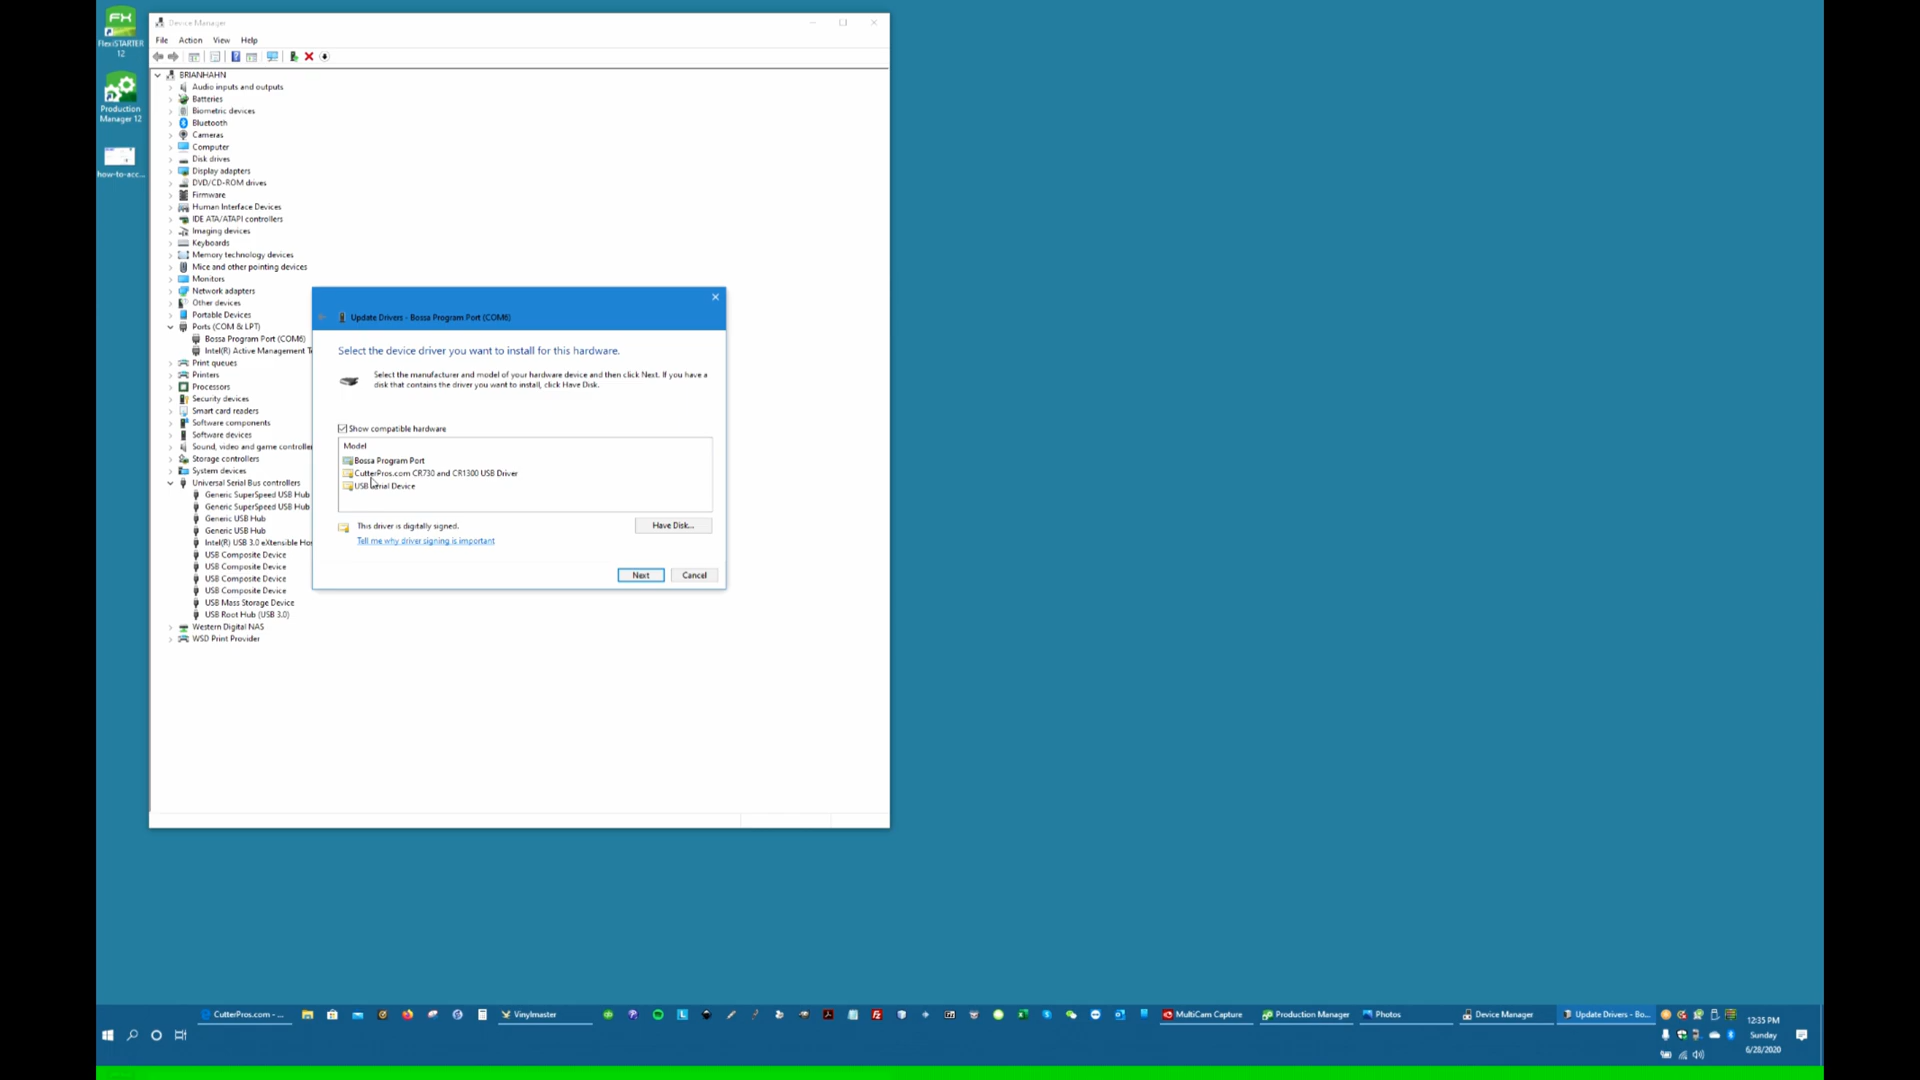 FlexiSTARTER
12
Production
Manager 12
how-to-acc...
Device Manager
File Action View Help
BRIANHAHN
Audio inputs and outputs
Batteries
Biometric devices
Bluetooth
Cameras
Computer
Disk drives
Display adapters
DVD/CD-ROM drives
Firmware
Human Interface Devices
IDE ATA/ATAPI controllers
Imaging devices
Keyboards
Memory technology devices
Mice and other pointing devices
Monitors
Network adapters
Other devices
Portable Devices
Ports (COM & LPT)
Bossa Program Port (COM6)
Intel(R) Active Management T
Print queues
Printers
Processors
Security devices
Smart card readers
Software components
Software devices
Sound, video and game controlle
Storage controllers
System devices
Universal Serial Bus controllers
Generic SuperSpeed USB Hub
Generic SuperSpeed USB Hub
Generic USB Hub
Generic USB Hub
Intel(R) USB 3.0 eXtensible Hos
USB Composite Device
USB Composite Device
USB Composite Device
USB Composite Device
USB Mass Storage Device
USB Root Hub (USB 3.0)
Western Digital NAS
WSD Print Provider
Update Drivers - Bossa Program Port (COM6)
Select the device driver you want to install for this hardware.
Select the manufacturer and model of your hardware device and then click Next. If you have a
disk that contains the driver you want to install, click Have Disk.
Show compatible hardware
Model
Bossa Program Port
CutterPros.com CR730 and CR1300 USB Driver
USB Serial Device
This driver is digitally signed.
Have Disk...
Tell me why driver signing is important
Next
Cancel
CutterPros.com - ...
Vinylmaster
MultiCam Capture
Production Manager
Photos
Device Manager
Update Drivers - Bo...
12:35 PM
Sunday
6/28/2020